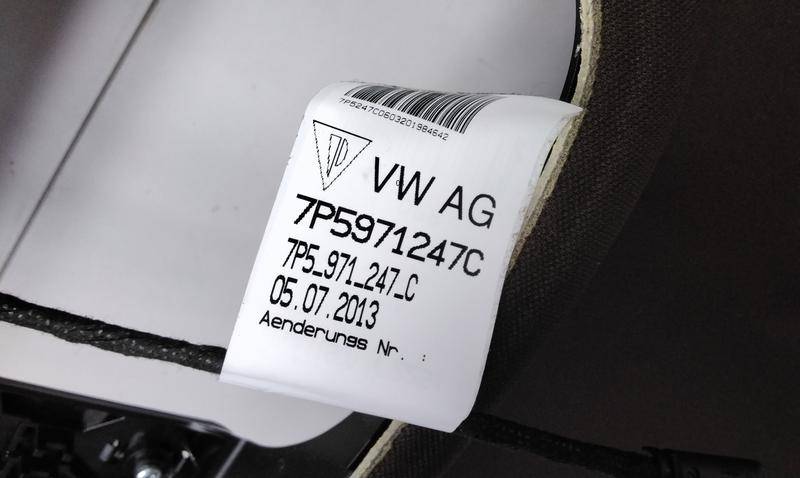 7P5247C0603201984642
VW AG
7P5971247C
7P5_971_247_C
05.07.2013
Aenderungs Nr. :